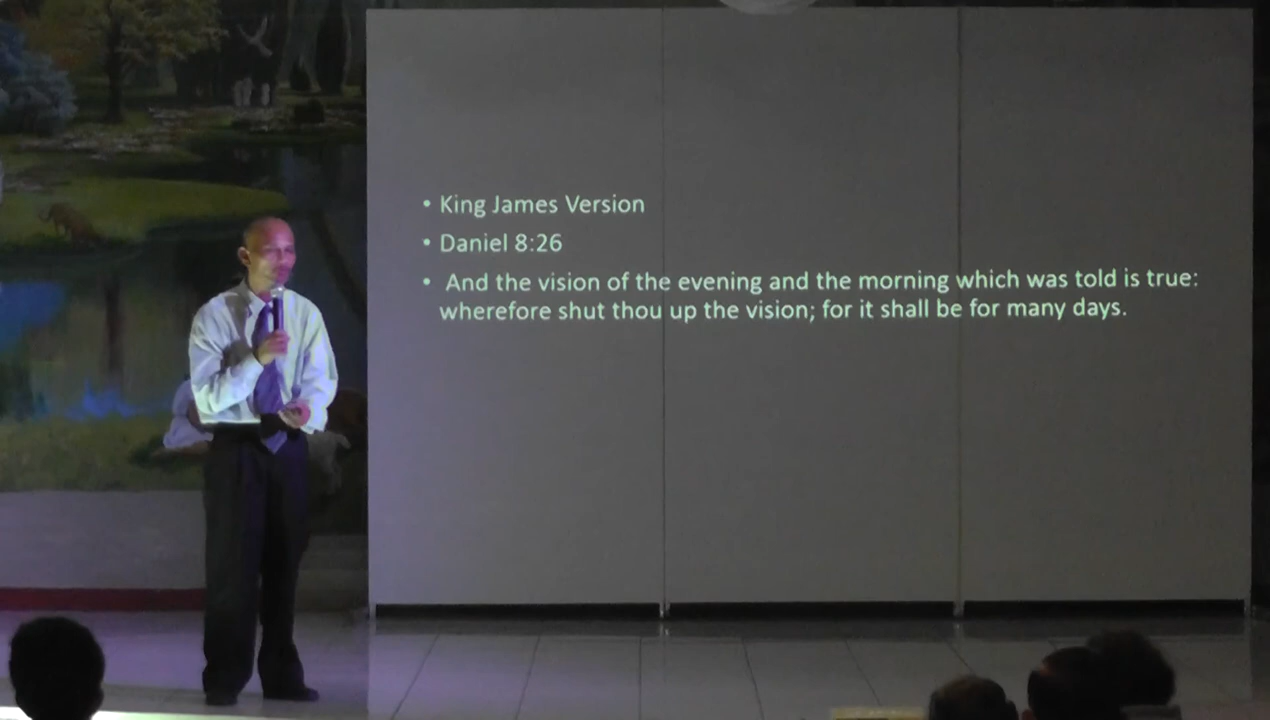 • King James Version
• Daniel 8:26
• And the vision of the evening and the morning which was told is true:
wherefore shut thou up the vision; for it shall be for many days.